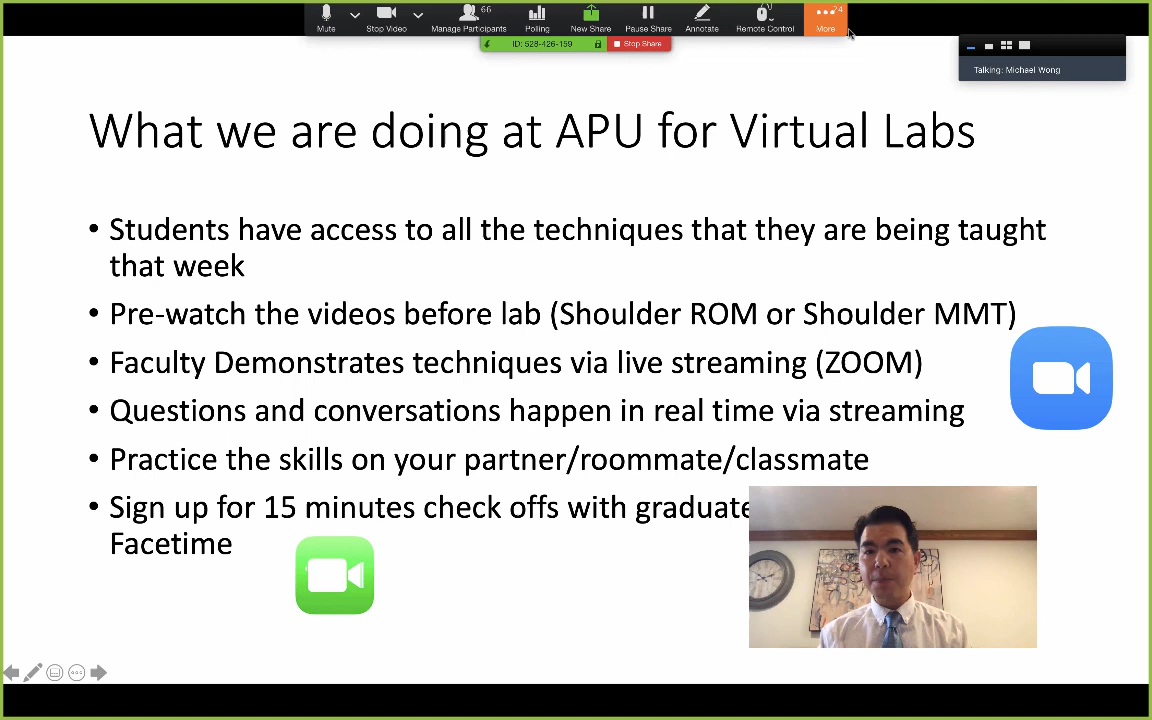 66
24
Mute
Stop Video
Manage Participants
Polling
New Share
Pause Share
Annotate
Remote Control
More
ID: 528-426-159
Stop Share
Talking: Michael Wong
What we are doing at APU for Virtual Labs
• Students have access to all the techniques that they are being taught
that week
• Pre-watch the videos before lab (Shoulder ROM or Shoulder MMT)
• Faculty Demonstrates techniques via live streaming (ZOOM)
• Questions and conversations happen in real time via streaming
• Practice the skills on your partner/roommate/classmate
• Sign up for 15 minutes check offs with graduate
Facetime